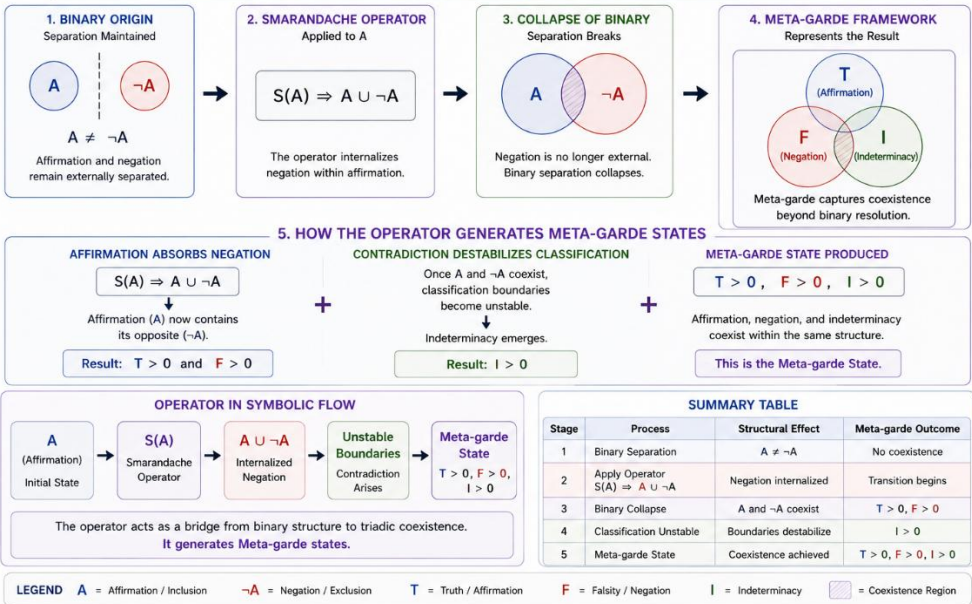 1. BINARY ORIGIN
Separation Maintained
A
¬A
A ≠ ¬A
Affirmation and negation
remain externally separated.
2. SMARANDACHE OPERATOR
Applied to A
S(A) ⇒ A ∪ ¬A
The operator internalizes
negation within affirmation.
3. COLLAPSE OF BINARY
Separation Breaks
A
¬A
Negation is no longer external.
Binary separation collapses.
4. META-GARDE FRAMEWORK
Represents the Result
T
(Affirmation)
F
(Negation)
I
(Indeterminacy)
Meta-garde captures coexistence
beyond binary resolution.
5. HOW THE OPERATOR GENERATES META-GARDE STATES
AFFIRMATION ABSORBS NEGATION
S(A) ⇒ A ∪ ¬A
Affirmation (A) now contains
its opposite (¬A).
Result: T > 0 and F > 0
+
CONTRADICTION DESTABILIZES CLASSIFICATION
Once A and ¬A coexist,
classification boundaries
become unstable.
Indeterminacy emerges.
Result: I > 0
+
META-GARDE STATE PRODUCED
T > 0 , F > 0 , I > 0
Affirmation, negation, and indeterminacy
coexist within the same structure.
This is the Meta-garde State.
OPERATOR IN SYMBOLIC FLOW
A
(Affirmation)
Initial State
S(A)
Smarandache
Operator
A ∪ ¬A
Internalized
Negation
Unstable
Boundaries
Contradiction
Arises
Meta-garde
State
T > 0, F > 0,
I > 0
The operator acts as a bridge from binary structure to triadic coexistence.
It generates Meta-garde states.
SUMMARY TABLE
Stage Process Structural Effect Meta-garde Outcome
1 Binary Separation A ≠ ¬A No coexistence
2 Apply Operator S(A) ⇒ A ∪ ¬A Negation internalized Transition begins
3 Binary Collapse A and ¬A coexist T > 0, F > 0
4 Classification Unstable Boundaries destabilize I > 0
5 Meta-garde State Coexistence achieved T > 0, F > 0, I > 0
LEGEND A = Affirmation / Inclusion ¬A = Negation / Exclusion T = Truth / Affirmation F = Falsity / Negation I = Indeterminacy = Coexistence Region